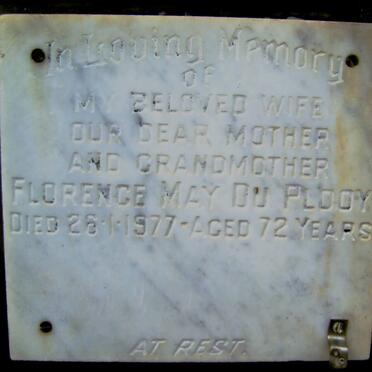 In Loving Memory
OF
MY BELOVED WIFE
OUR DEAR MOTHER
AND GRANDMOTHER
FLORENCE MAY DU PLOOY
DIED 28·1·1977-AGED 72 YEARS
AT REST.